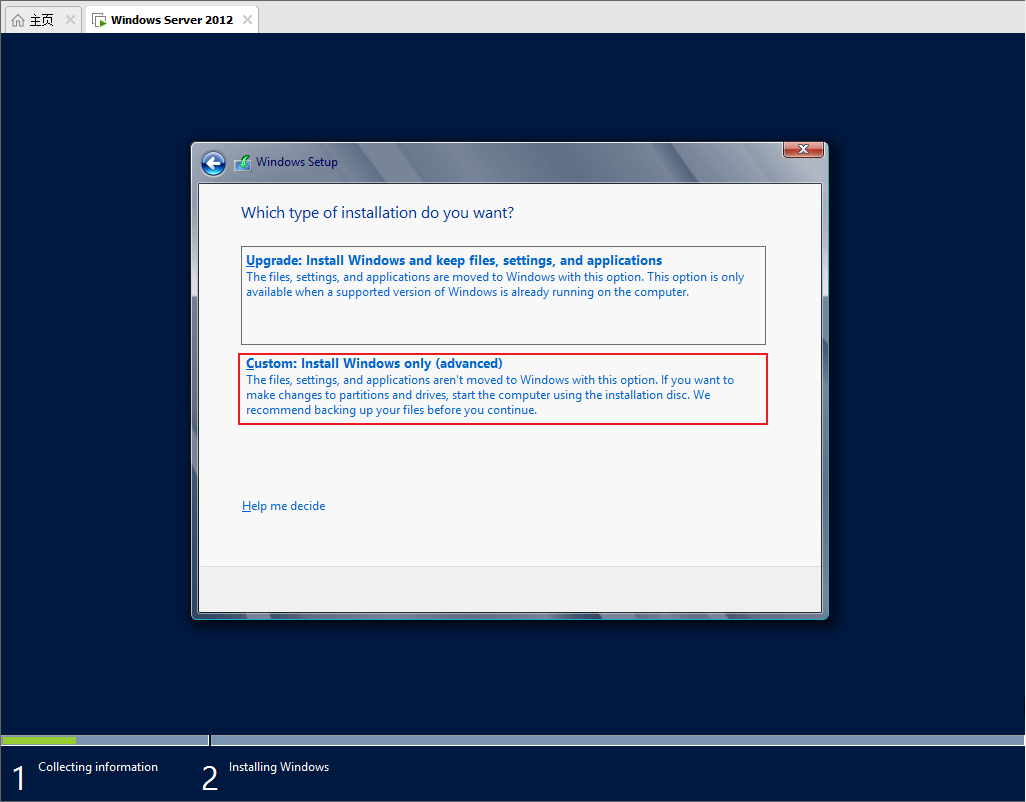 主页
Windows Server 2012
Windows Setup
Which type of installation do you want?
Upgrade: Install Windows and keep files, settings, and applications
The files, settings, and applications are moved to Windows with this option. This option is only
available when a supported version of Windows is already running on the computer.
Custom: Install Windows only (advanced)
The files, settings, and applications aren't moved to Windows with this option. If you want to
make changes to partitions and drives, start the computer using the installation disc. We
recommend backing up your files before you continue.
Help me decide
1 Collecting information
2 Installing Windows